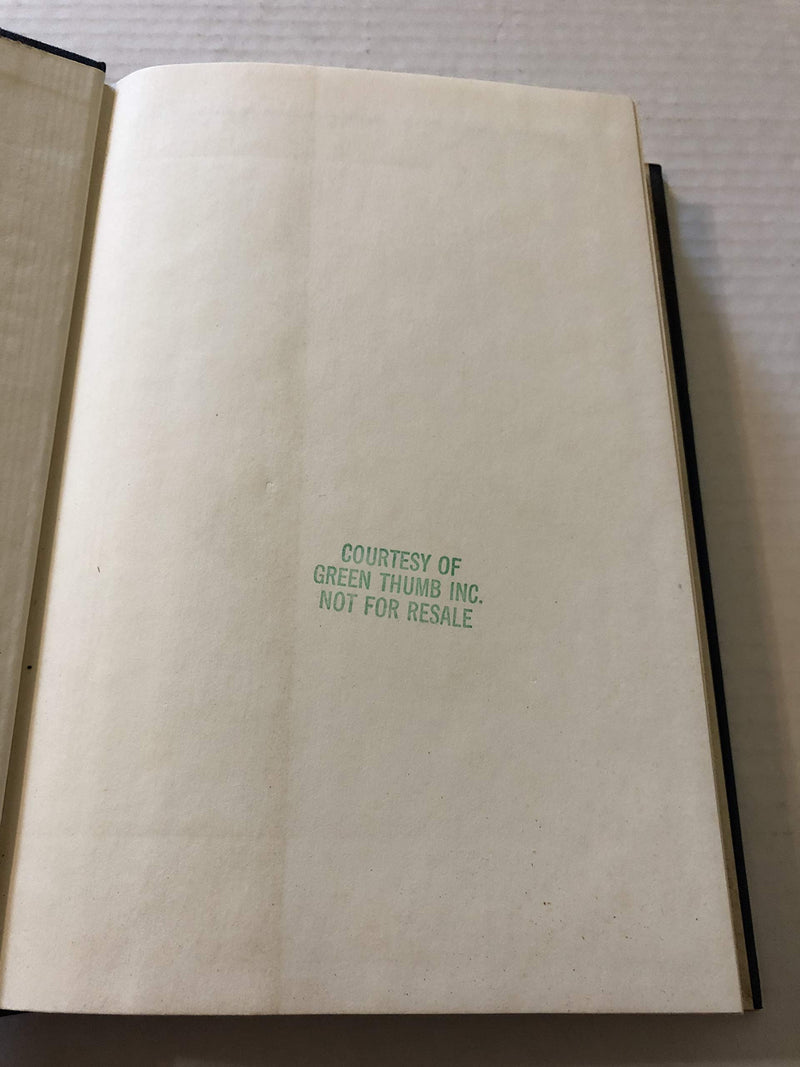 COURTESY OF
GREEN THUMB INC.
NOT FOR RESALE